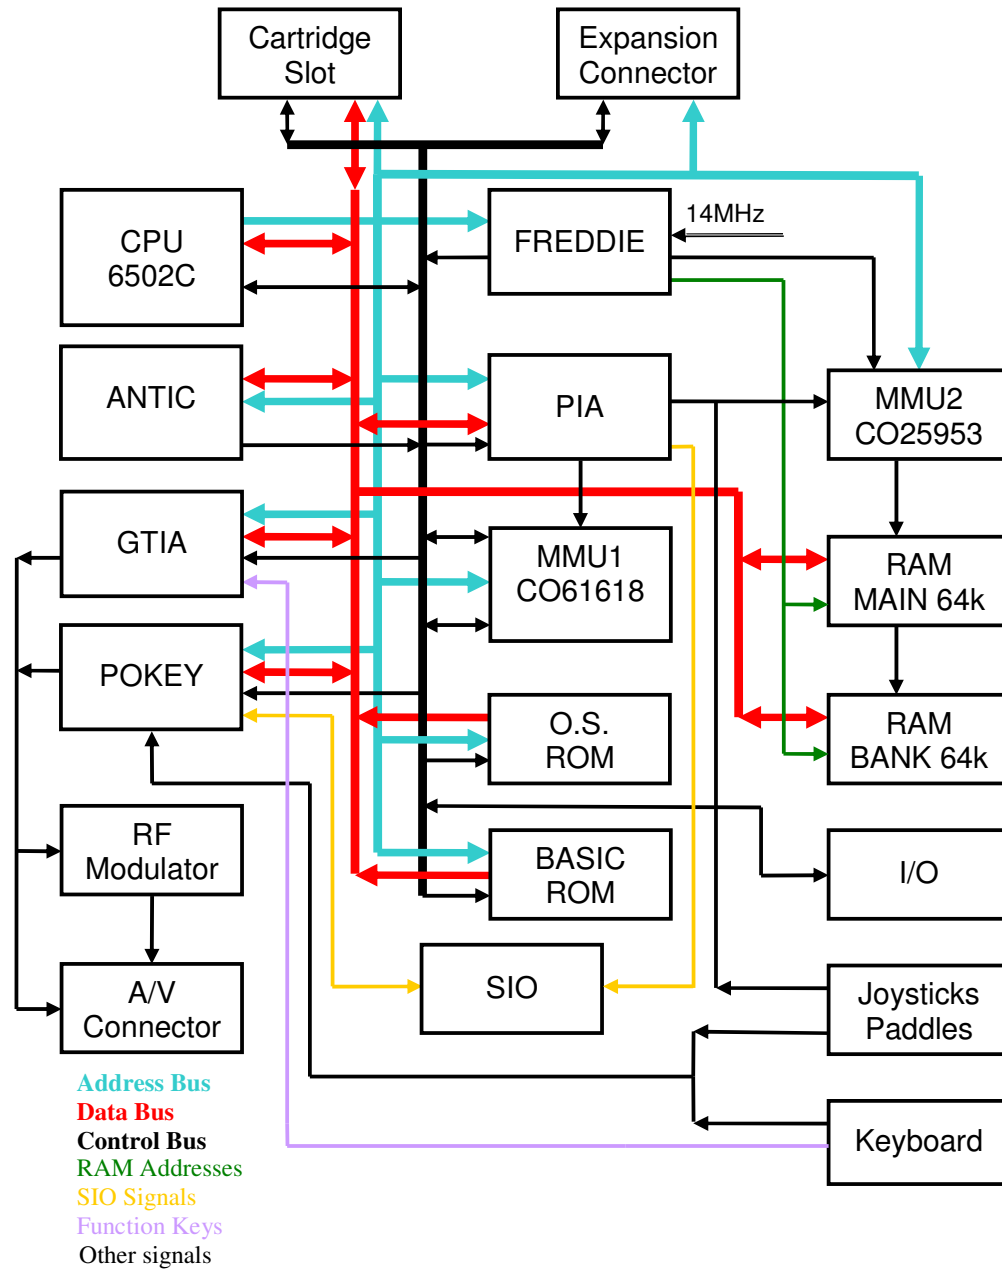 Cartridge
Slot
Expansion
Connector
CPU
6502C
FREDDIE
14MHz
ANTIC
PIA
MMU2
CO25953
GTIA
MMU1
CO61618
RAM
MAIN 64k
POKEY
O.S.
ROM
RAM
BANK 64k
RF
Modulator
BASIC
ROM
I/O
A/V
Connector
SIO
Joysticks
Paddles
Keyboard
Address Bus
Data Bus
Control Bus
RAM Addresses
SIO Signals
Function Keys
Other signals